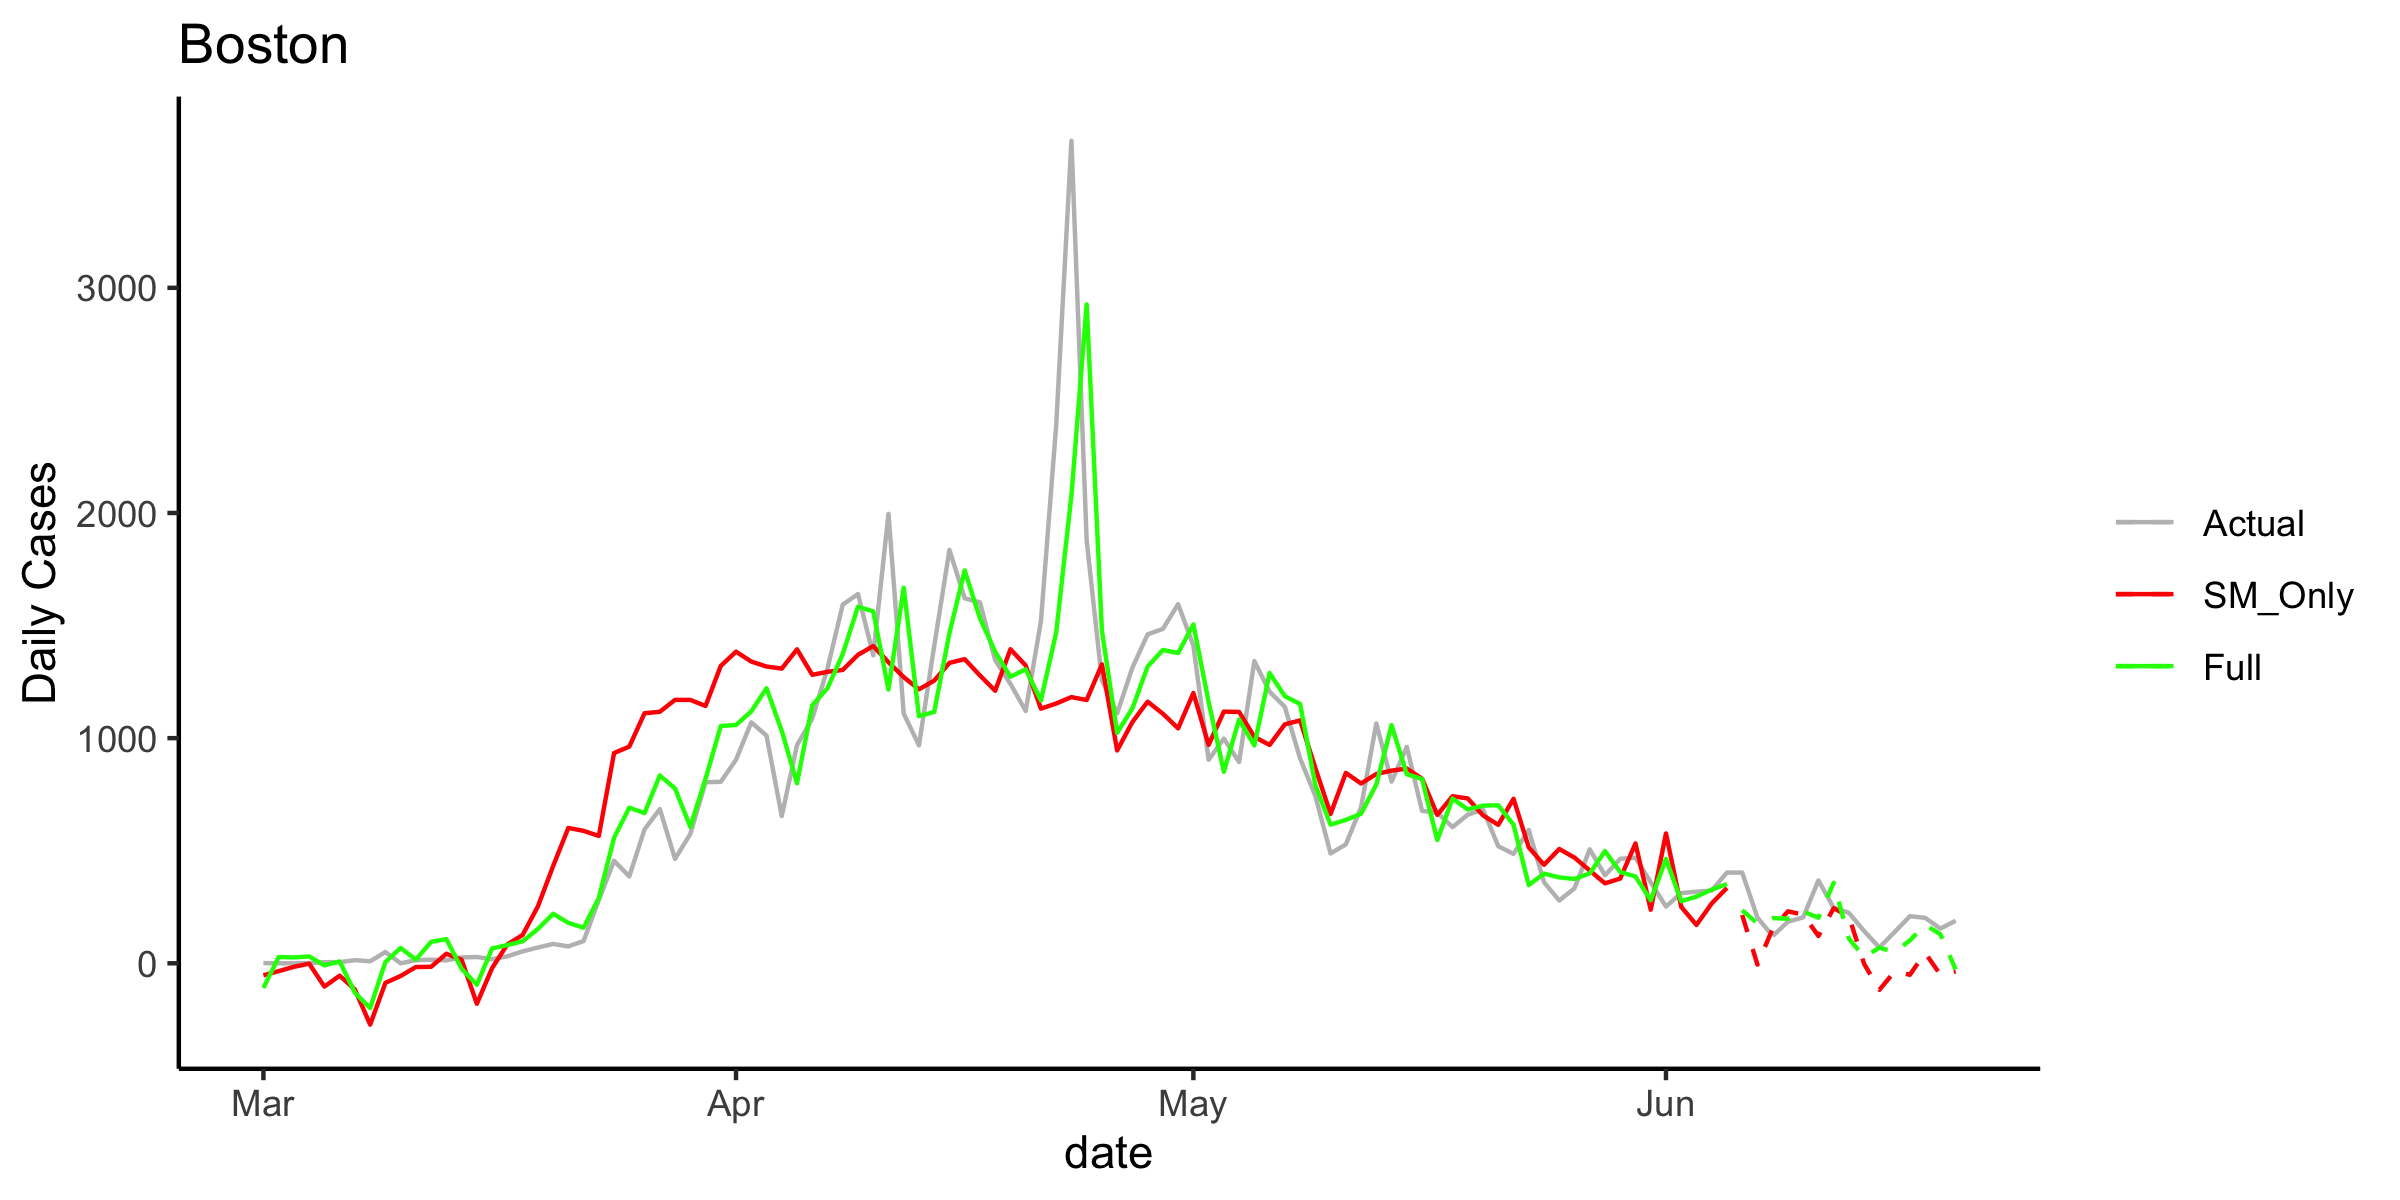 Boston
Daily Cases
3000
2000
1000
0
Mar
Apr
May
Jun
date
Actual
SM_Only
Full